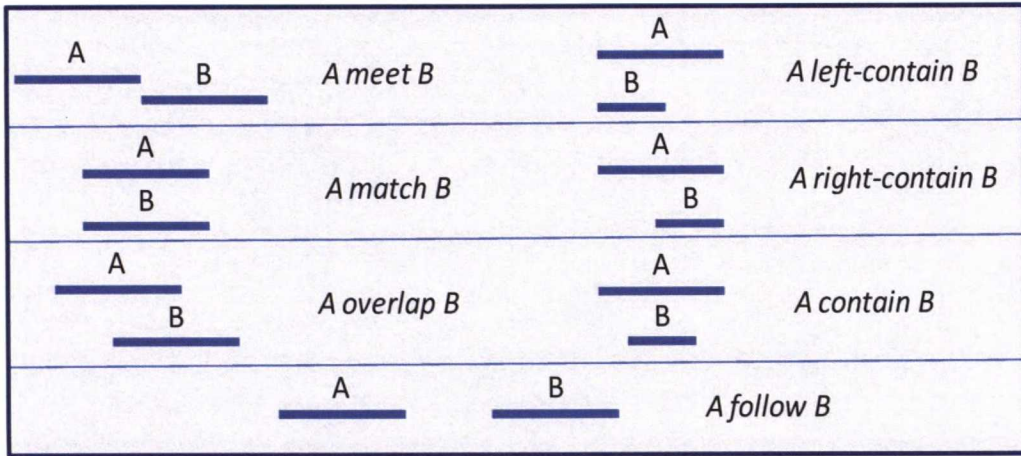 A
B
A meet B
A
B
A left-contain B
A
B
A match B
A
B
A right-contain B
A
B
A overlap B
A
B
A contain B
A
B
A follow B